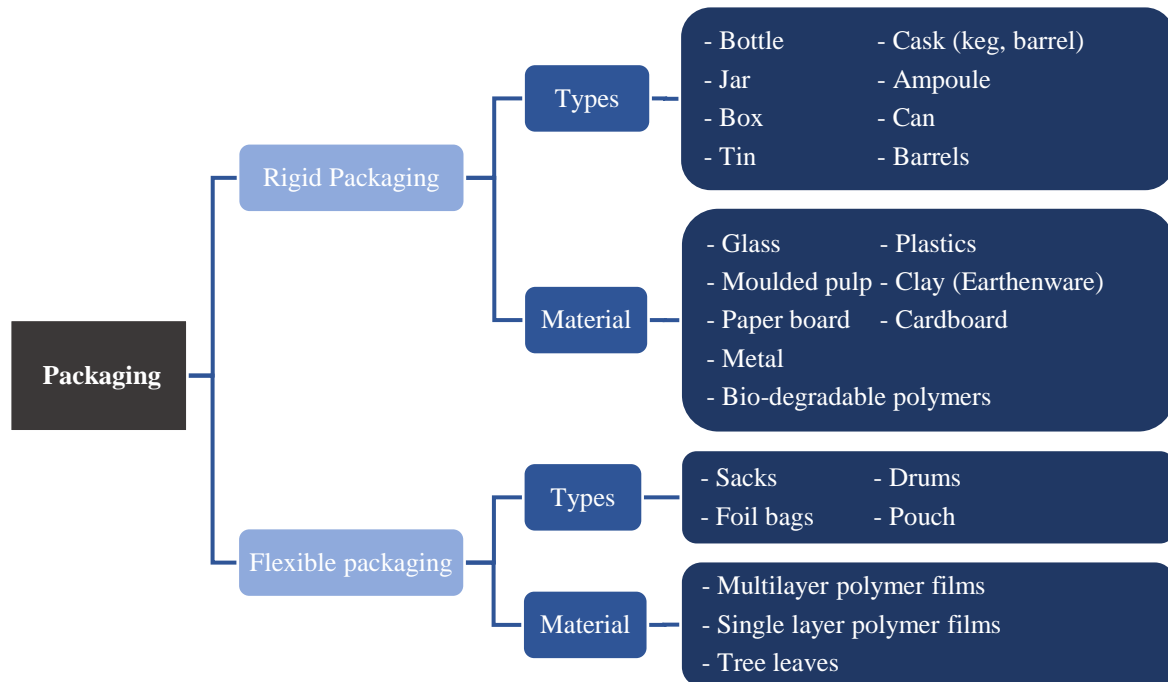 Packaging
Rigid Packaging
Types
- Bottle - Cask (keg, barrel)
- Jar - Ampoule
- Box - Can
- Tin - Barrels
Material
- Glass - Plastics
- Moulded pulp - Clay (Earthenware)
- Paper board - Cardboard
- Metal
- Bio-degradable polymers
Flexible packaging
Types
- Sacks - Drums
- Foil bags - Pouch
Material
- Multilayer polymer films
- Single layer polymer films
- Tree leaves